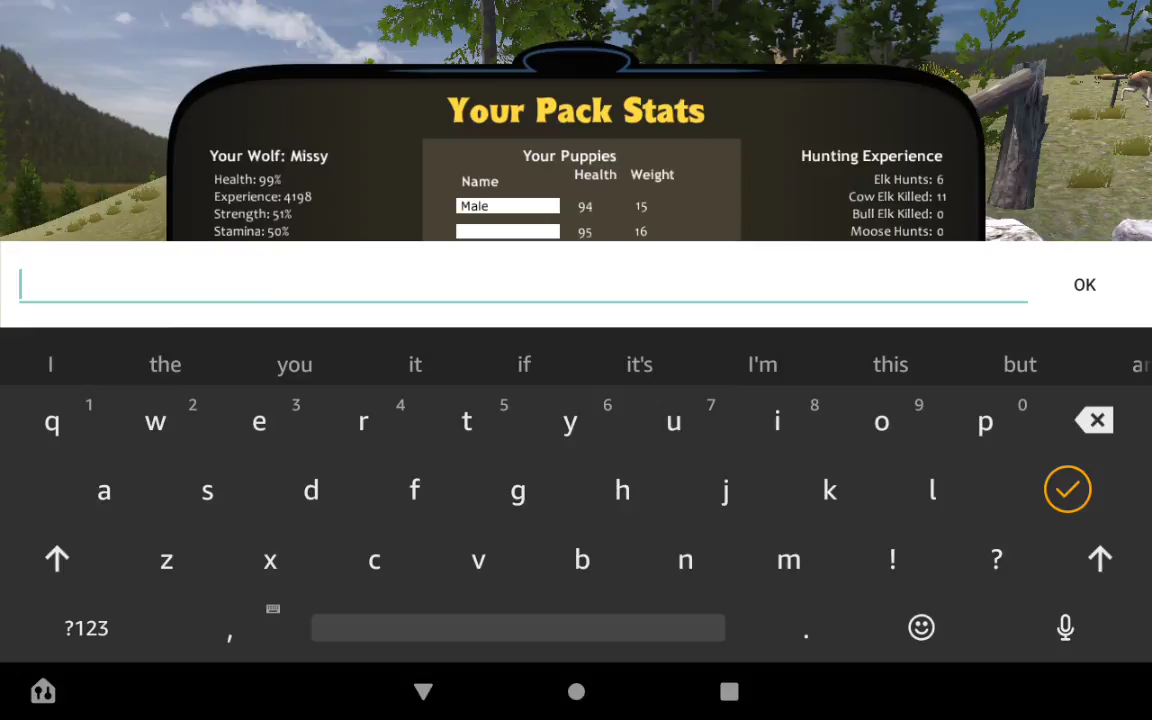 Your Pack Stats
Your Wolf: Missy
Health: 99%
Experience: 4198
Strength: 51%
Stamina: 50%
Your Puppies
Name Health Weight
Male 94 15
95 16
Hunting Experience
Elk Hunts: 6
Cow Elk Killed: 11
Bull Elk Killed: 0
Moose Hunts: 0
OK
I the you it if it's I'm this but
q 1 w 2 e 3 r 4 t 5 y 6 u 7 i 8 o 9 p 0
a s d f g h j k l
z x c v b n m ! ?
?123 , .